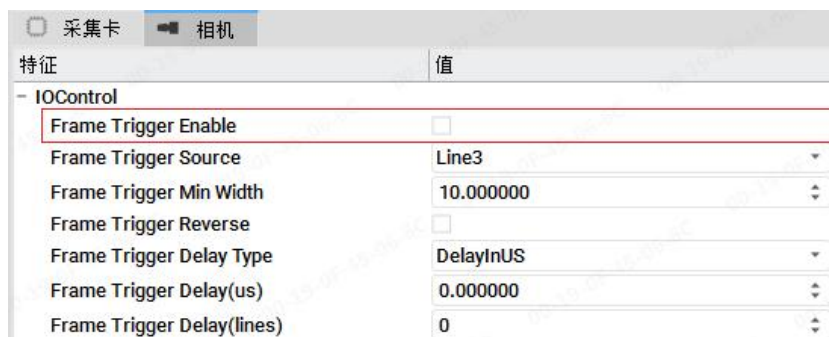 采集卡 相机
特征 值
- IOControl
Frame Trigger Enable
Frame Trigger Source Line3
Frame Trigger Min Width 10.000000
Frame Trigger Reverse
Frame Trigger Delay Type DelayInUS
Frame Trigger Delay(us) 0.000000
Frame Trigger Delay(lines) 0